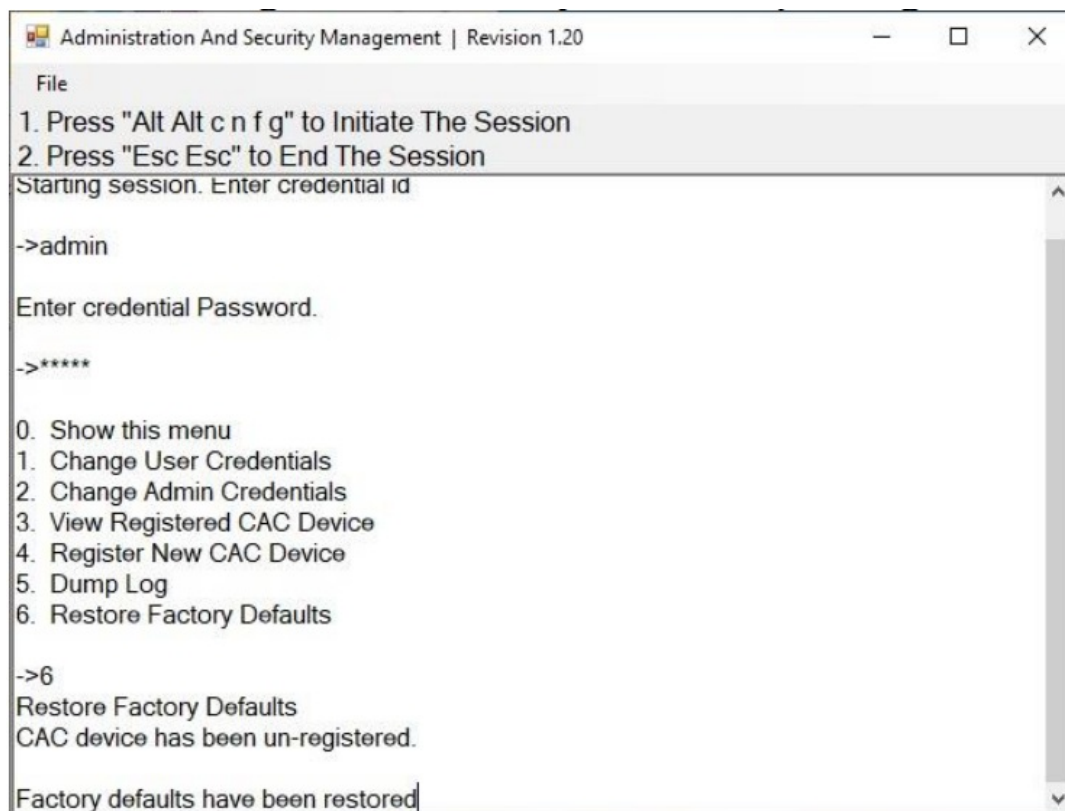 Administration And Security Management | Revision 1.20
File
1. Press "Alt Alt c n f g" to Initiate The Session
2. Press "Esc Esc" to End The Session
Starting session. Enter credential id
->admin
Enter credential Password.
->*****
0. Show this menu
1. Change User Credentials
2. Change Admin Credentials
3. View Registered CAC Device
4. Register New CAC Device
5. Dump Log
6. Restore Factory Defaults
->6
Restore Factory Defaults
CAC device has been un-registered.
Factory defaults have been restored